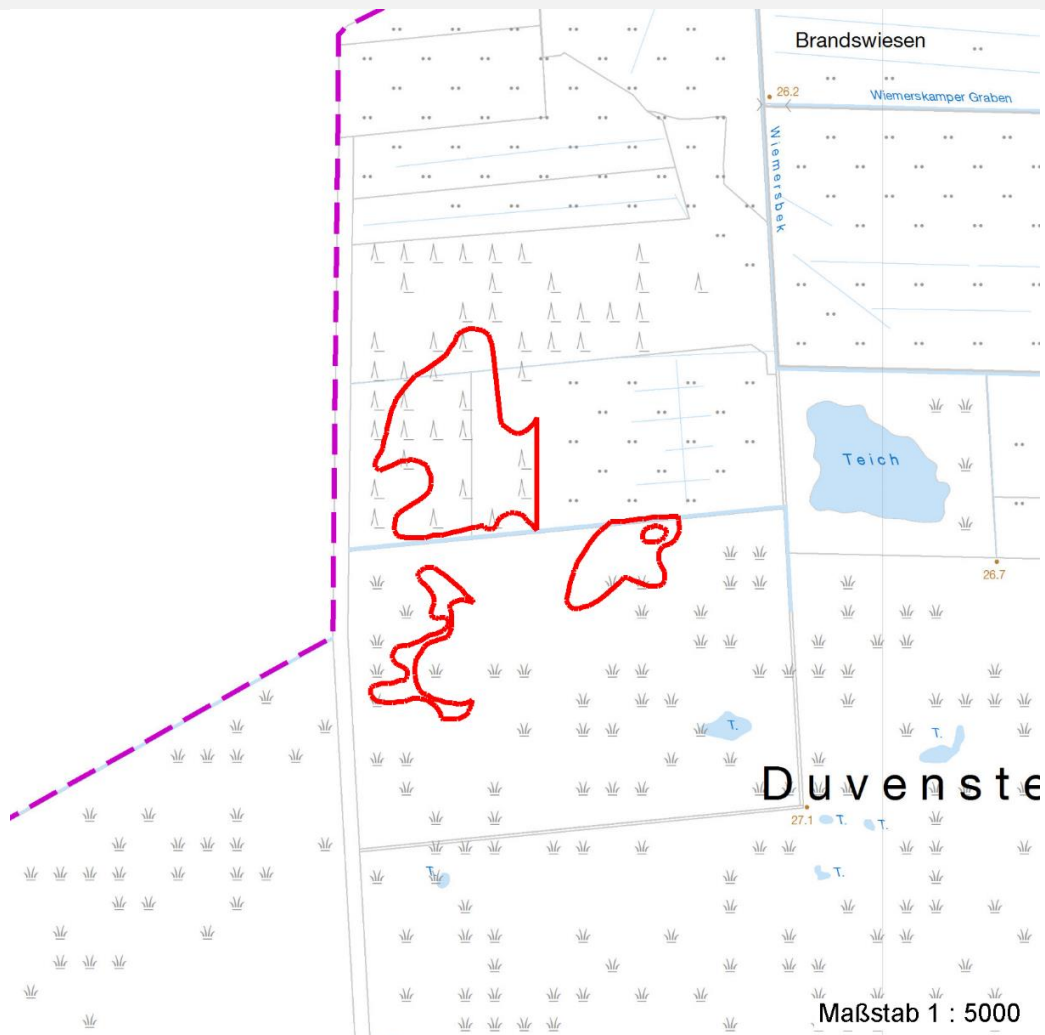 Brandswiesen
26.2
Wiemerskamper Graben
Wiemersbek
Teich
26.7
T.
T.
Duvenste
27.1
T.
T.
T.
T.
Maßstab 1 : 5000